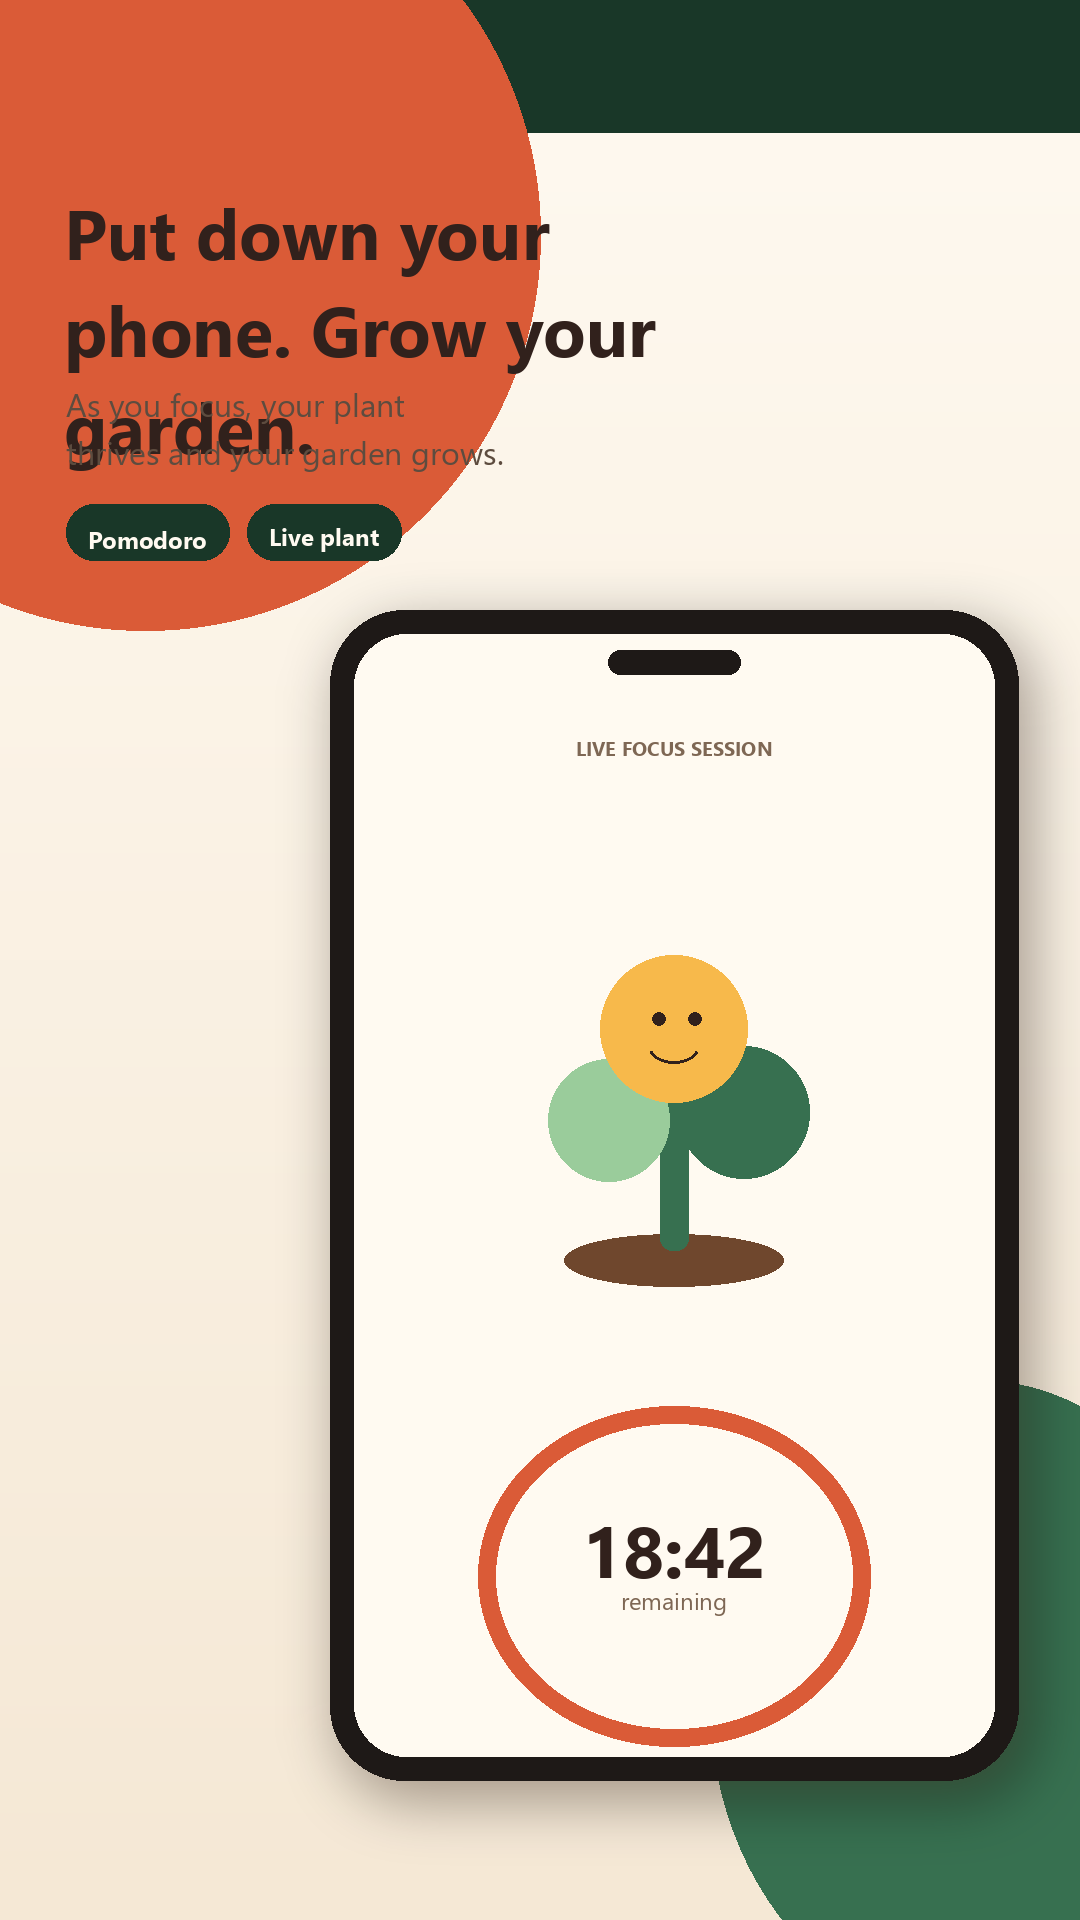 Put down your
phone. Grow your
garden.
As you focus, your plant
thrives and your garden grows.
Pomodoro
Live plant
LIVE FOCUS SESSION
18:42
remaining